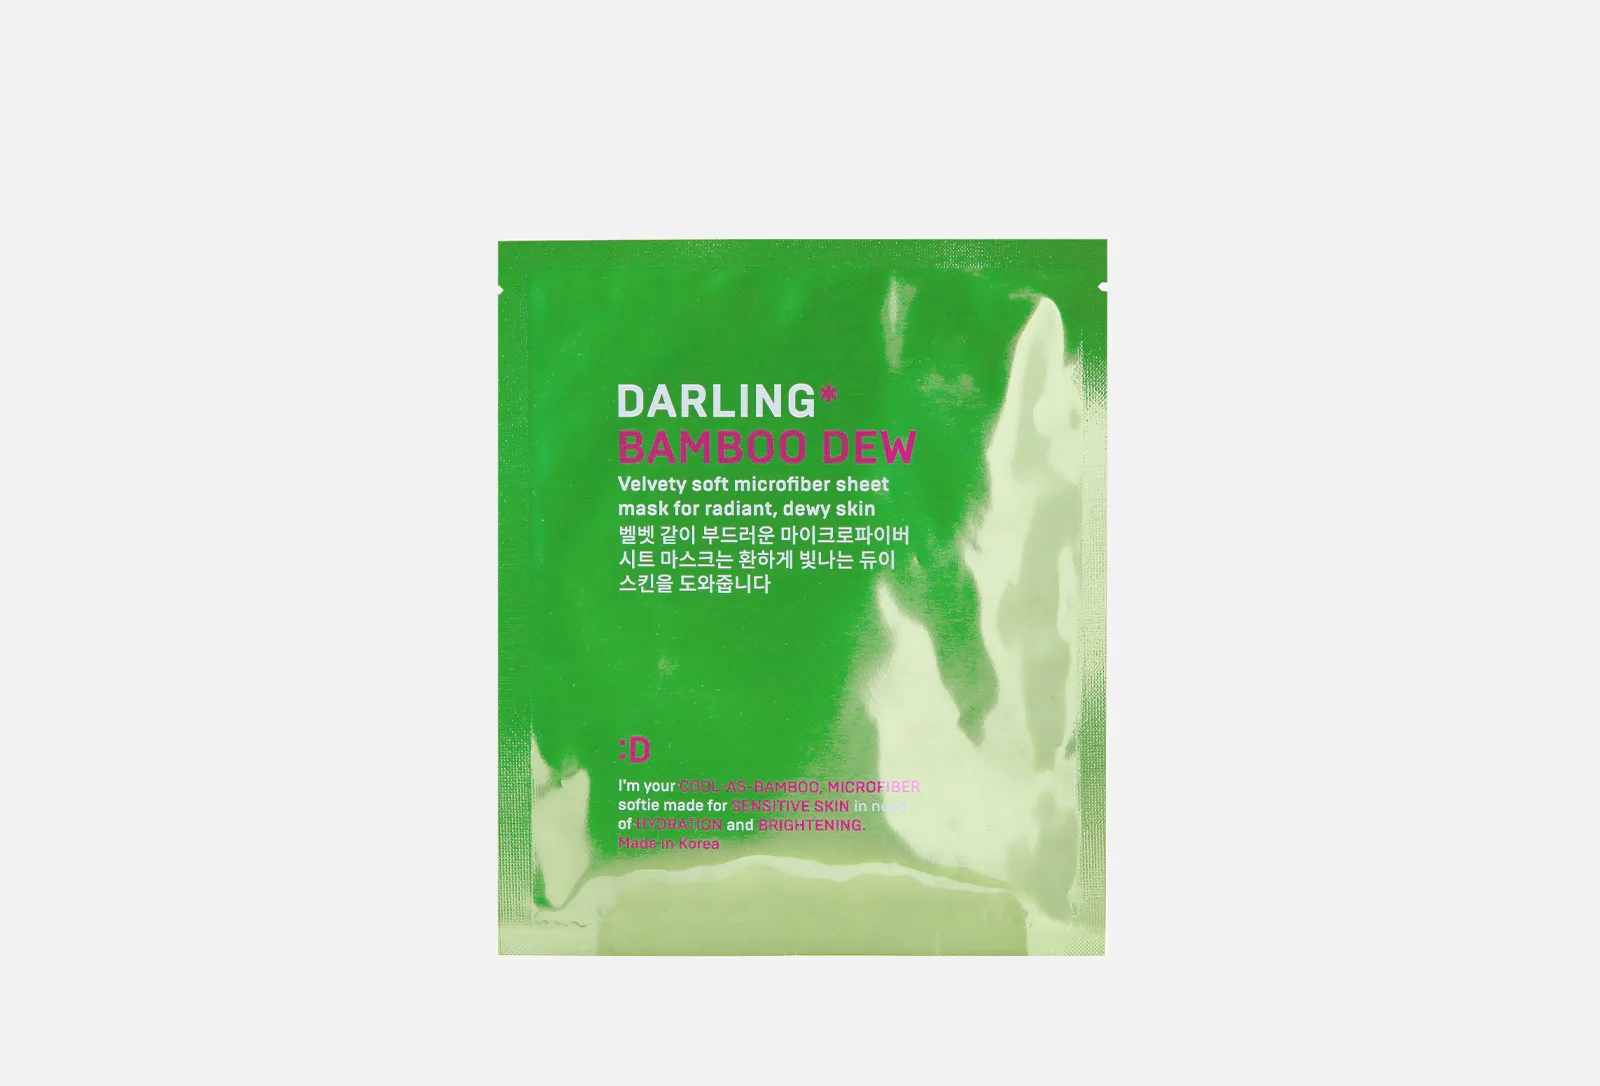 DARLING*
BAMBOO DEW
Velvety soft microfiber sheet
mask for radiant, dewy skin
벨벳 같이 부드러운 마이크로파이버
시트 마스크는 환하게 빛나는 듀이
스킨을 도와줍니다
:D
I'm your COOL-AS-BAMBOO, MICROFIBER
softie made for SENSITIVE SKIN in need
of HYDRATION and BRIGHTENING.
Made in Korea